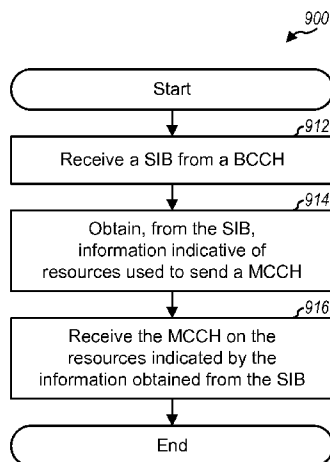 900
Start
912
Receive a SIB from a BCCH
914
Obtain, from the SIB,
information indicative of
resources used to send a MCCH
916
Receive the MCCH on the
resources indicated by the
information obtained from the SIB
End